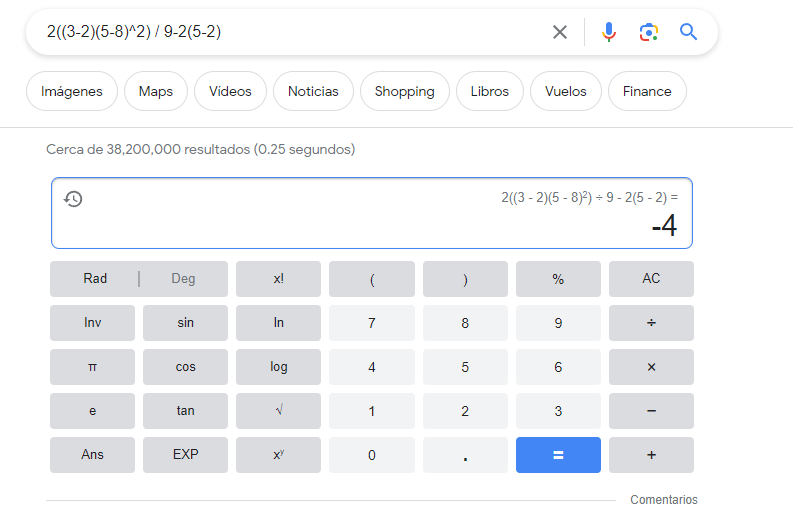 2((3-2)(5-8)^2) / 9-2(5-2)
Imágenes Maps Vídeos Noticias Shopping Libros Vuelos Finance
Cerca de 38,200,000 resultados (0.25 segundos)
2((3 - 2)(5 - 8)²) ÷ 9 - 2(5 - 2) =
-4
Rad | Deg x! ( ) % AC
Inv sin ln 7 8 9 ÷
π cos log 4 5 6 ×
e tan √ 1 2 3 −
Ans EXP xʸ 0 . = +
Comentarios